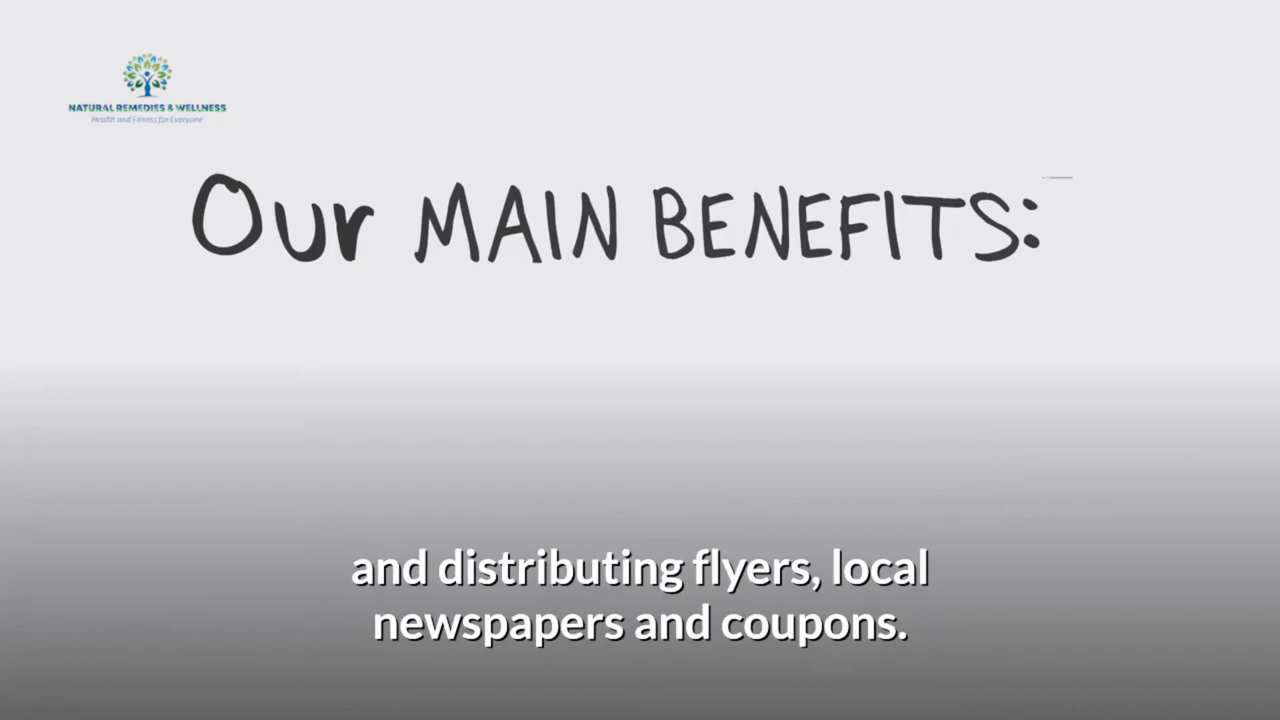 NATURAL REMEDIES & WELLNESS
Health and Fitness for Everyone
Our MAIN BENEFITS:
and distributing flyers, local
newspapers and coupons.